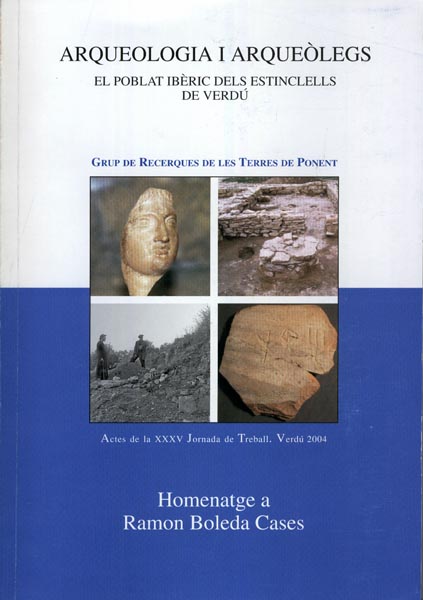 ARQUEOLOGIA I ARQUEÒLEGS
EL POBLAT IBÈRIC DELS ESTINCLELLS
DE VERDÚ
GRUP DE RECERQUES DE LES TERRES DE PONENT
Actes de la XXXV Jornada de Treball. Verdú 2004
Homenatge a
Ramon Boleda Cases